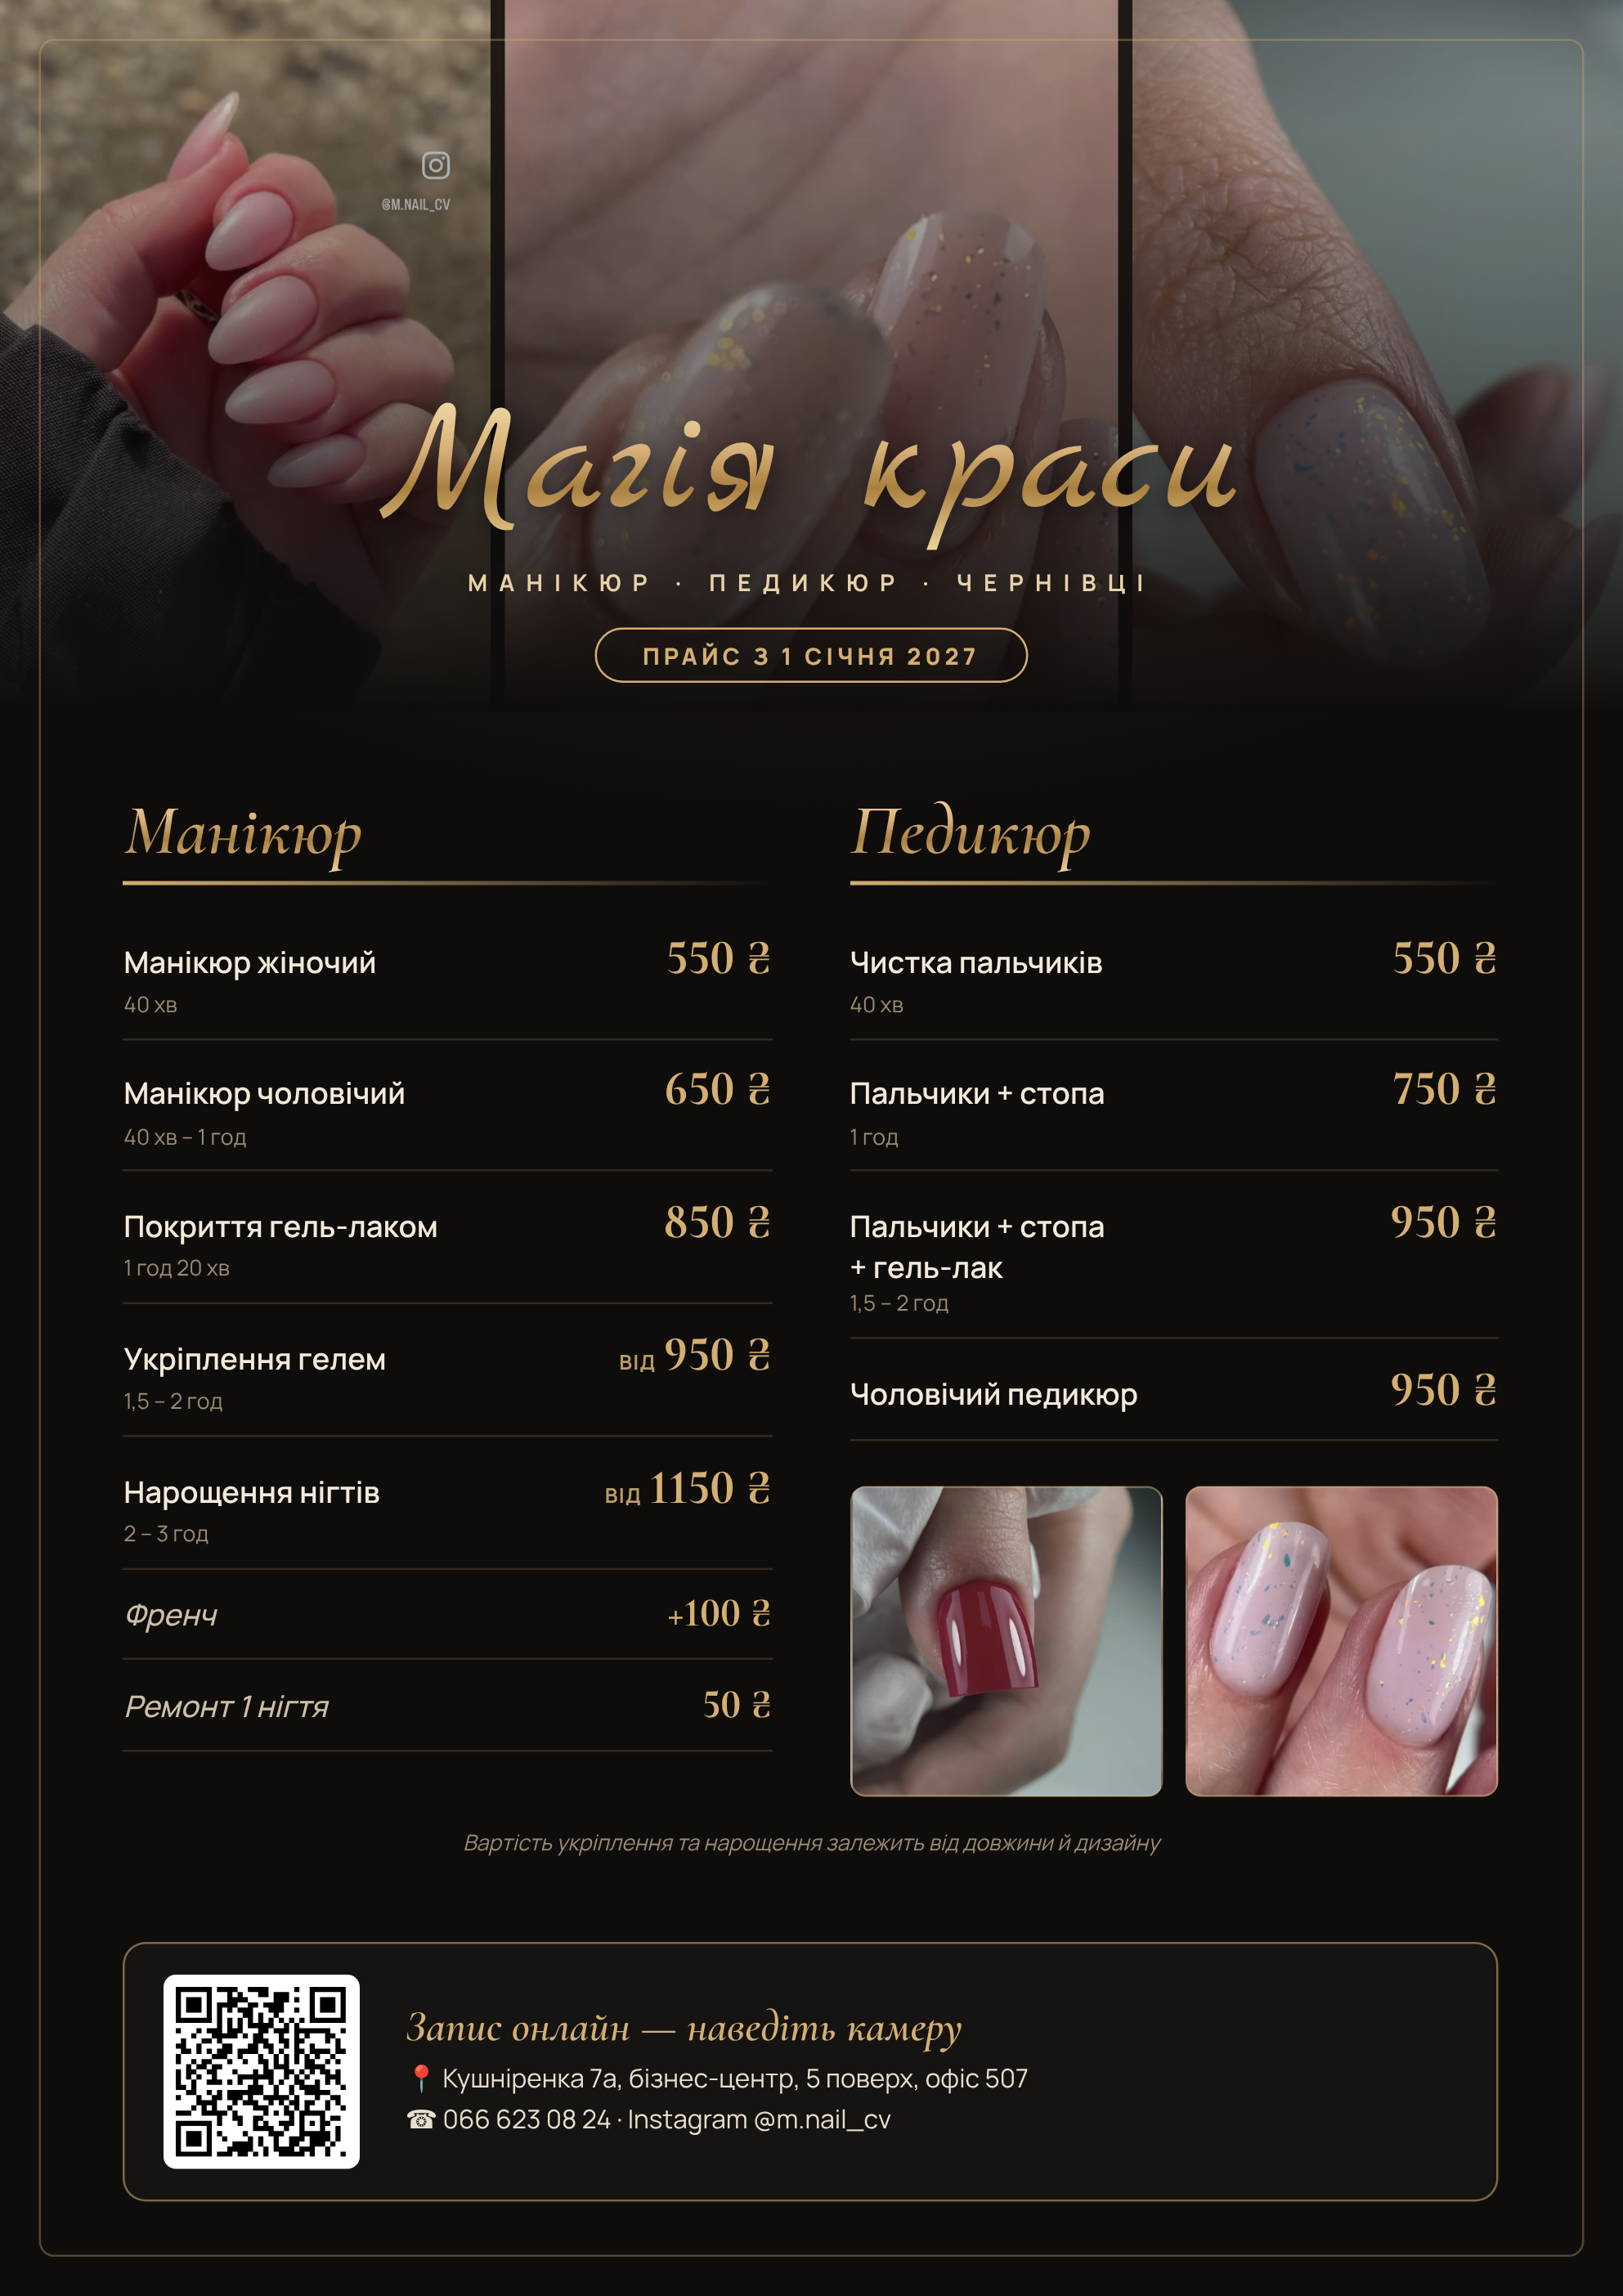 @M.NAIL_CV
Магія краси
МАНІКЮР · ПЕДИКЮР · ЧЕРНІВЦІ
ПРАЙС З 1 СІЧНЯ 2027
Манікюр
Манікюр жіночий 550 ₴
40 хв
Манікюр чоловічий 650 ₴
40 хв – 1 год
Покриття гель-лаком 850 ₴
1 год 20 хв
Укріплення гелем від 950 ₴
1,5 – 2 год
Нарощення нігтів від 1150 ₴
2 – 3 год
Френч +100 ₴
Ремонт 1 нігтя 50 ₴
Педикюр
Чистка пальчиків 550 ₴
40 хв
Пальчики + стопа 750 ₴
1 год
Пальчики + стопа 950 ₴
+ гель-лак
1,5 – 2 год
Чоловічий педикюр 950 ₴
Вартість укріплення та нарощення залежить від довжини й дизайну
Запис онлайн — наведіть камеру
📍 Кушніренка 7а, бізнес-центр, 5 поверх, офіс 507
☎ 066 623 08 24 · Instagram @m.nail_cv